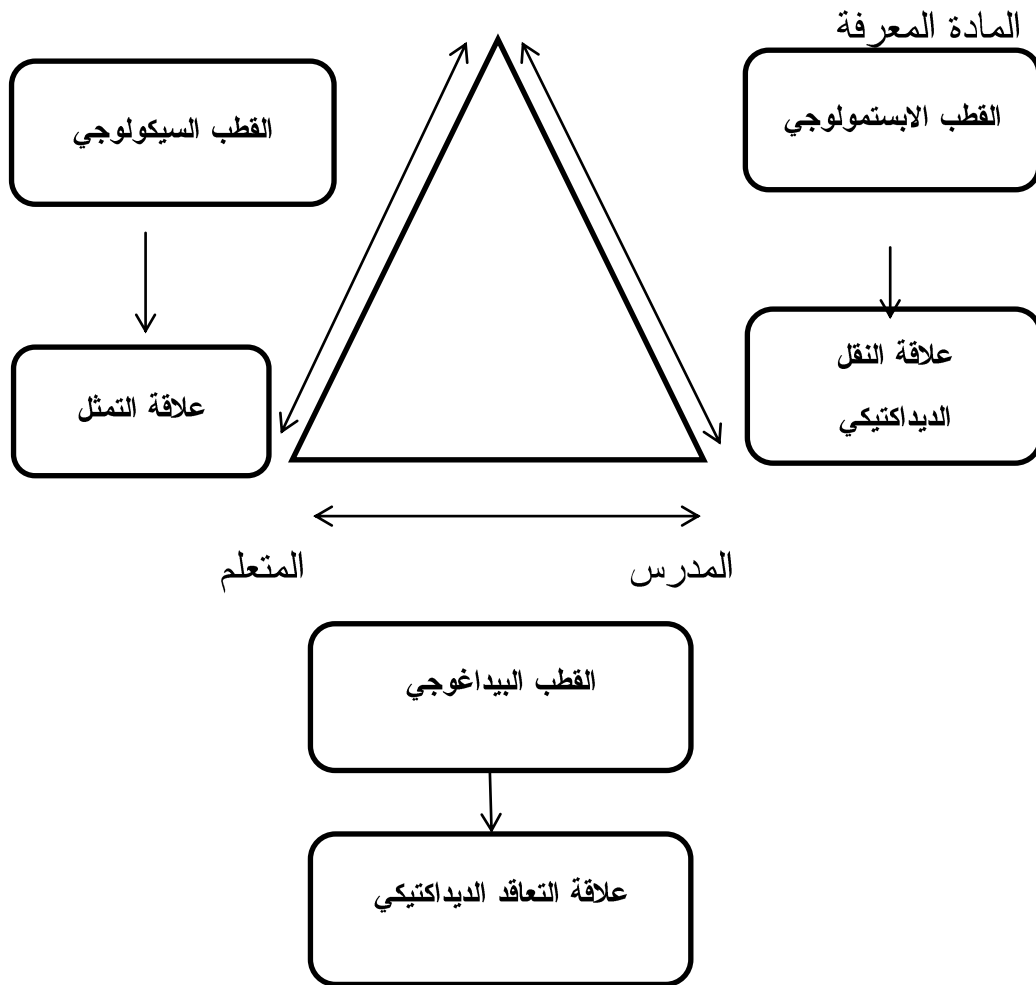 المادة المعرفة
القطب الابستمولوجي
القطب السيكولوجي
علاقة النقل
الديداكتيكي
علاقة التمثل
المدرس
المتعلم
القطب البيداغوجي
علاقة التعاقد الديداكتيكي